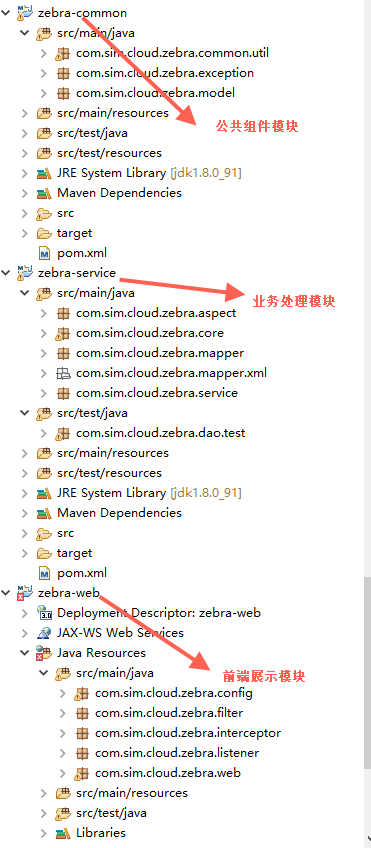 zebra-common
src/main/java
com.sim.cloud.zebra.common.util
com.sim.cloud.zebra.exception
com.sim.cloud.zebra.model
src/main/resources
公共组件模块
src/test/java
src/test/resources
JRE System Library [jdk1.8.0_91]
Maven Dependencies
src
target
pom.xml
zebra-service
src/main/java
业务处理模块
com.sim.cloud.zebra.aspect
com.sim.cloud.zebra.core
com.sim.cloud.zebra.mapper
com.sim.cloud.zebra.mapper.xml
com.sim.cloud.zebra.service
src/test/java
com.sim.cloud.zebra.dao.test
src/main/resources
src/test/resources
JRE System Library [jdk1.8.0_91]
Maven Dependencies
src
target
pom.xml
zebra-web
3.0 Deployment Descriptor: zebra-web
JAX-WS Web Services
Java Resources
src/main/java
前端展示模块
com.sim.cloud.zebra.config
com.sim.cloud.zebra.filter
com.sim.cloud.zebra.interceptor
com.sim.cloud.zebra.listener
com.sim.cloud.zebra.web
src/main/resources
src/test/java
Libraries